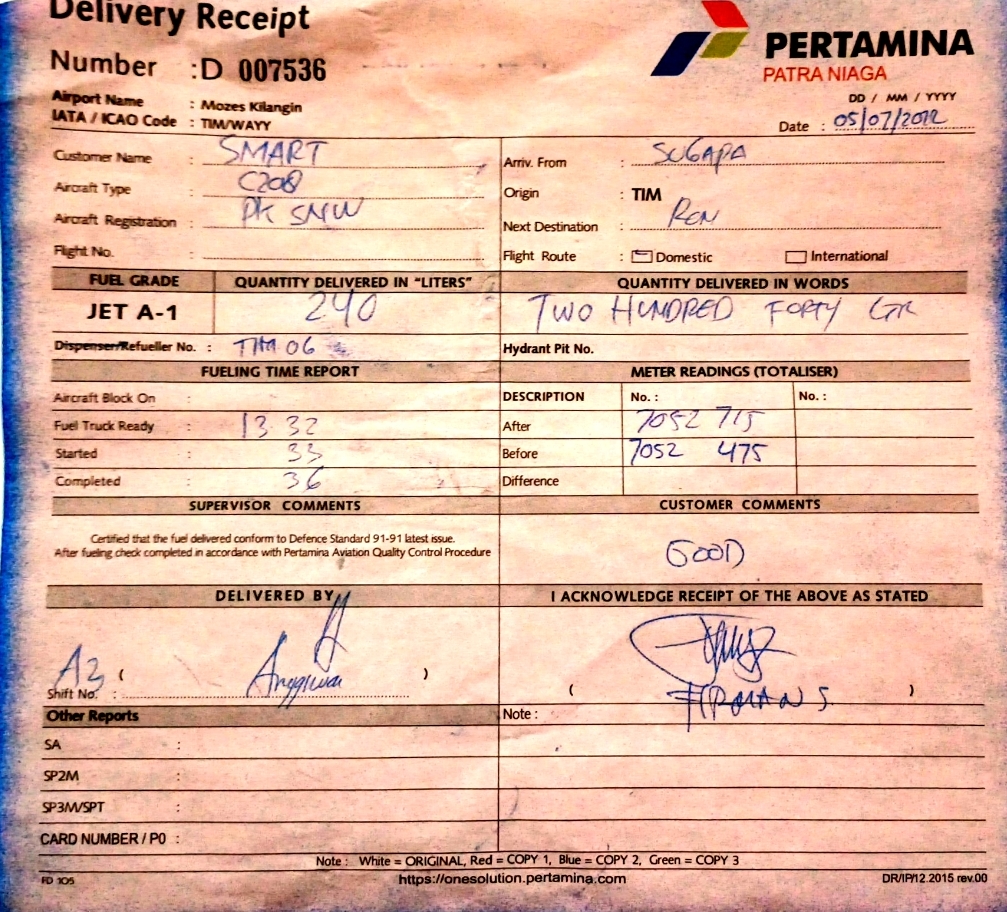 Delivery Receipt
PERTAMINA
PATRA NIAGA
Number :D 007536
DD / MM / YYYY
Airport Name : Mozes Kilangin
IATA / ICAO Code : TIM/WAYY
Date : 05/07/2012
Customer Name : SMART
Arriv. From : SUGAPA
Aircraft Type : C208
Origin : TIM
Aircraft Registration : PK SNW
Next Destination :
Flight No. :
Flight Route : Domestic International
FUEL GRADE QUANTITY DELIVERED IN "LITERS" QUANTITY DELIVERED IN WORDS
JET A-1 240 TWO HUNDRED FORTY
Dispenser/Refueller No. : 06
Hydrant Pit No.
FUELING TIME REPORT METER READINGS (TOTALISER)
Aircraft Block On :
DESCRIPTION No. : No. :
Fuel Truck Ready : 13 32
After 7052 715
Started : 33
Before 7052 475
Completed : 36
Difference
SUPERVISOR COMMENTS CUSTOMER COMMENTS
Certified that the fuel delivered conform to Defence Standard 91-91 latest issue.
After fueling check completed in accordance with Pertamina Aviation Quality Control Procedure
GOOD
DELIVERED BY I ACKNOWLEDGE RECEIPT OF THE ABOVE AS STATED
A3 ( )
Shift No. :
( FIRMAN S. )
Other Reports Note :
SA :
SP2M :
SP3M/SPT :
CARD NUMBER / P0 :
Note : White = ORIGINAL, Red = COPY 1, Blue = COPY 2, Green = COPY 3
FD 105 https://onesolution.pertamina.com DR/IP/12.2015 rev.00